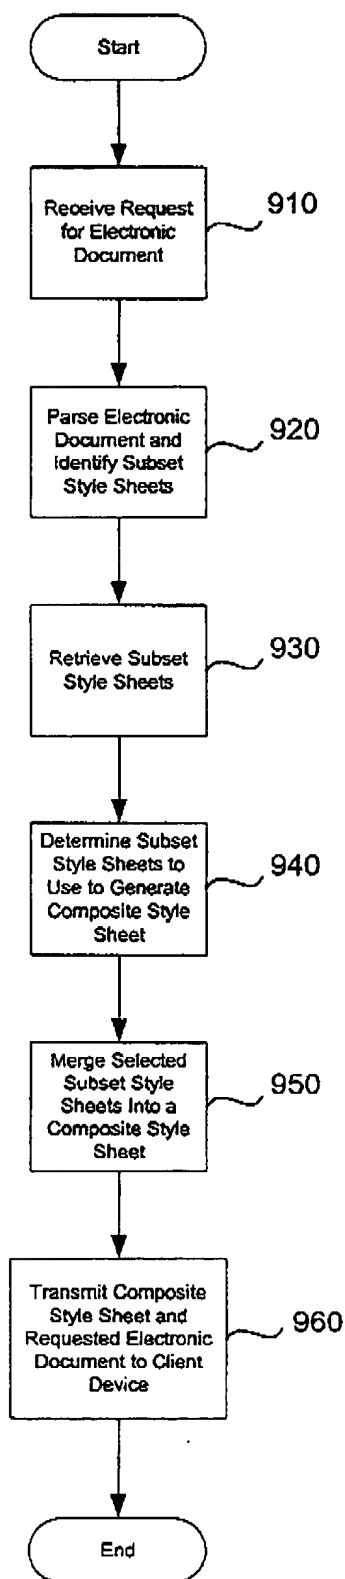 Start
Receive Request
for Electronic
Document
910
Parse Electronic
Document and
Identify Subset
Style Sheets
920
Retrieve Subset
Style Sheets
930
Determine Subset
Style Sheets to
Use to Generate
Composite Style
Sheet
940
Merge Selected
Subset Style
Sheets Into a
Composite Style
Sheet
950
Transmit Composite
Style Sheet and
Requested Electronic
Document to Client
Device
960
End